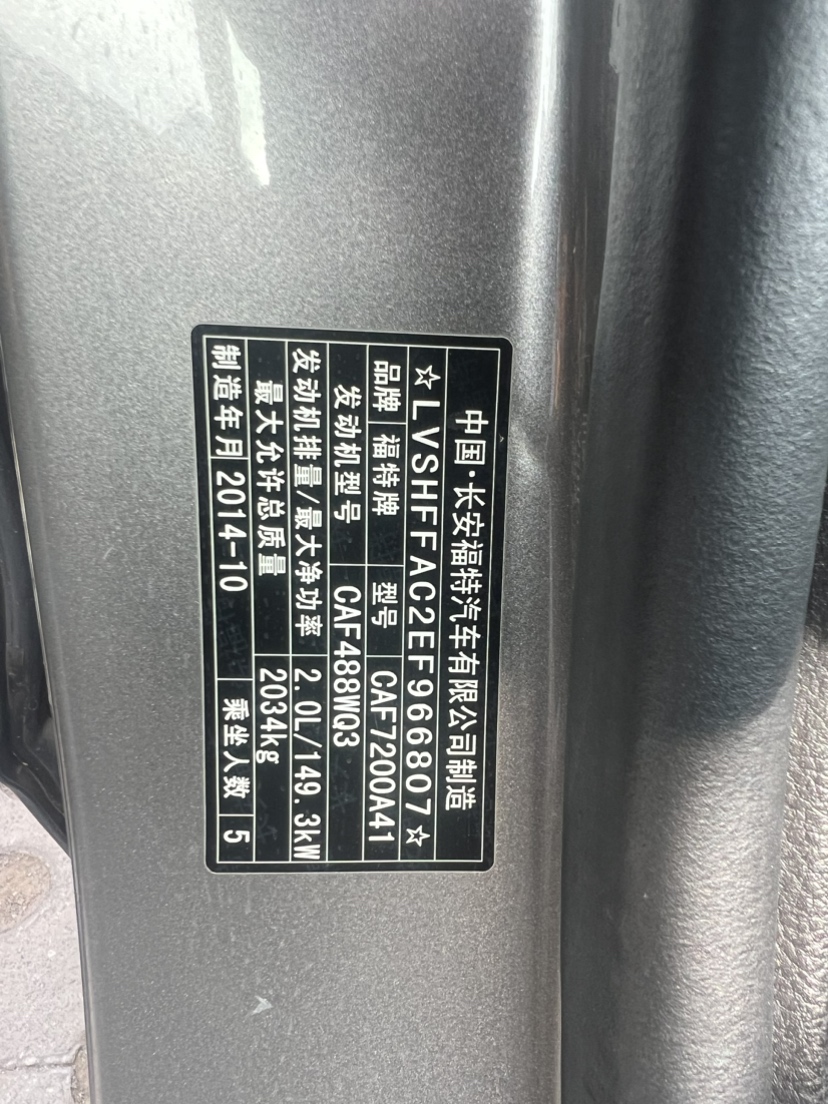 中国·长安福特汽车有限公司制造
☆LVSHFFAC2EF966807☆
品牌 福特牌 型号 CAF7200A41
发动机型号 CAF488WQ3
发动机排量/最大净功率 2.0L/149.3kW
最大允许总质量 2034kg
制造年月 2014-10 乘坐人数 5